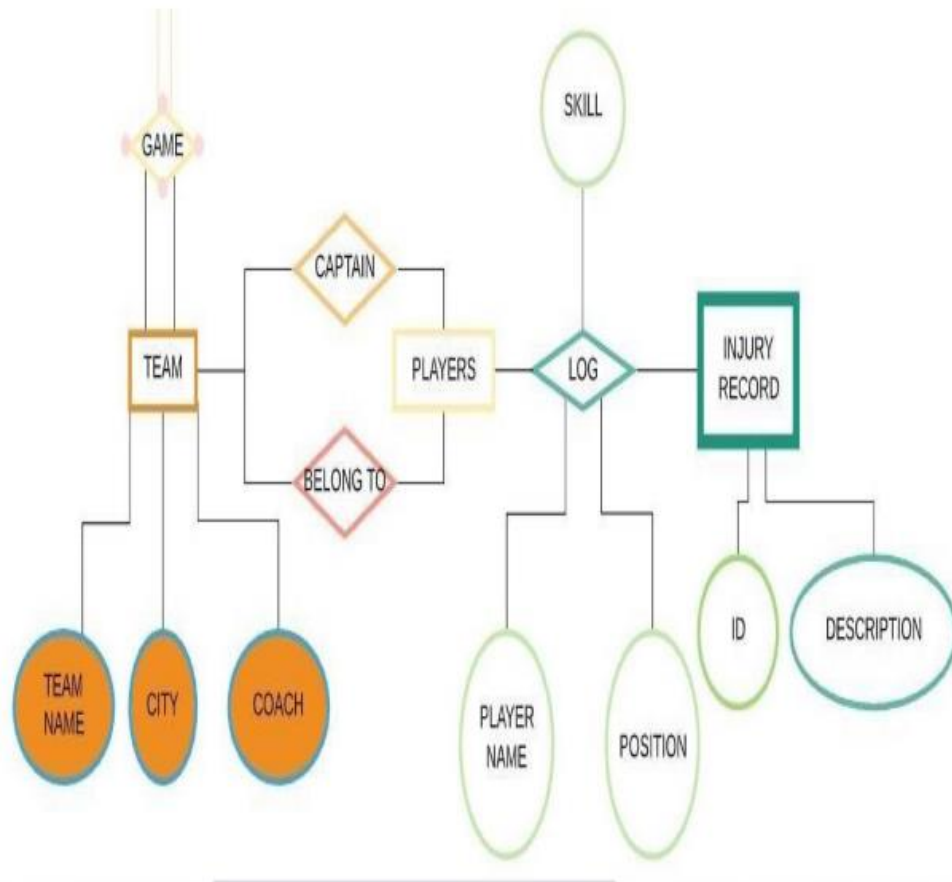 SKILL
GAME
CAPTAIN
TEAM
PLAYERS
LOG
INJURY
RECORD
BELONG TO
TEAM
NAME
CITY
COACH
PLAYER
NAME
POSITION
ID
DESCRIPTION